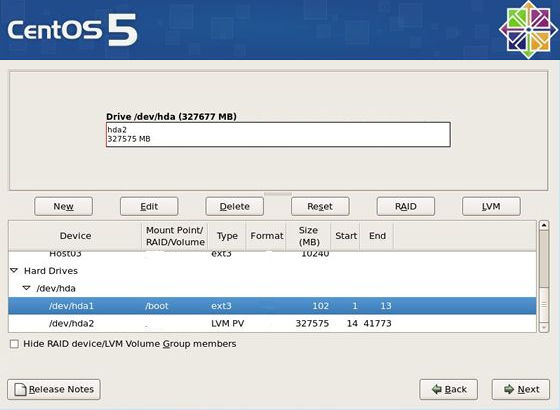 CentOS 5
Drive /dev/hda (327677 MB)
hda2
327575 MB
New Edit Delete Reset RAID LVM
Device Mount Point/ RAID/Volume Type Format Size (MB) Start End
Host03 ext3 10240
Hard Drives
/dev/hda
/dev/hda1 /boot ext3 102 1 13
/dev/hda2 LVM PV 327575 14 41773
Hide RAID device/LVM Volume Group members
Release Notes Back Next